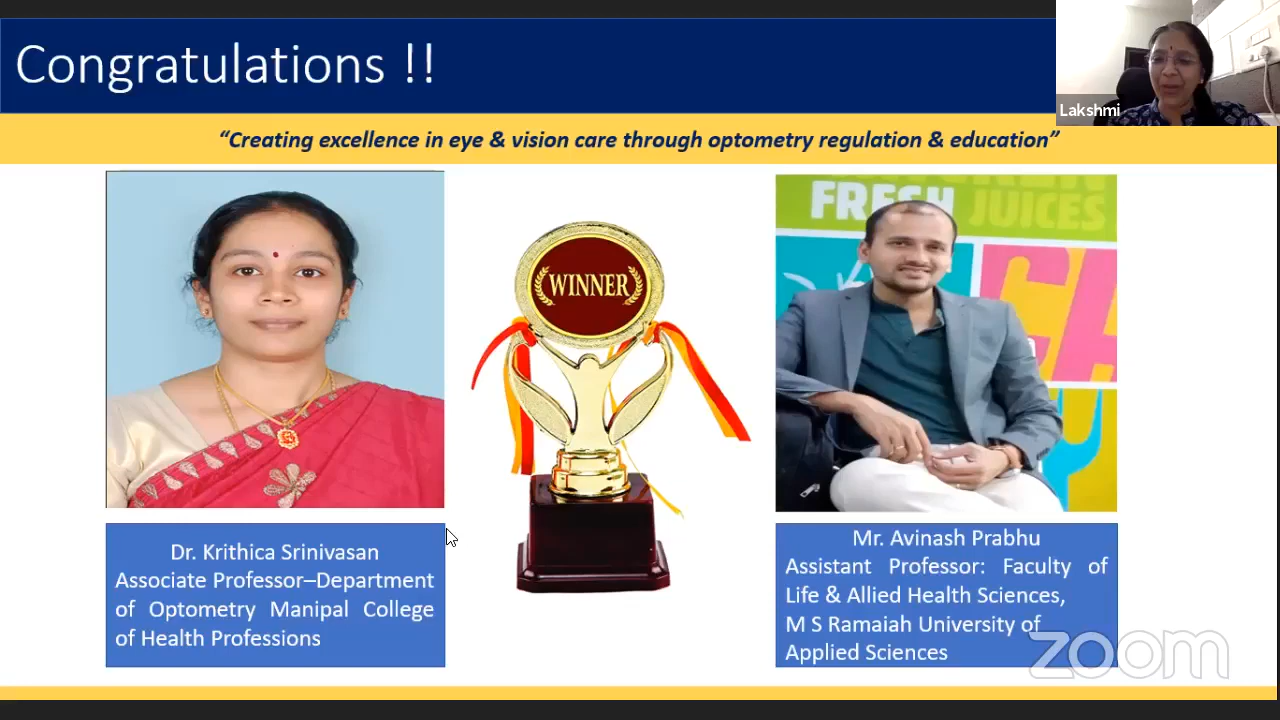 Congratulations !!
Lakshmi
“Creating excellence in eye & vision care through optometry regulation & education”
FRESH JUICES
WINNER
Dr. Krithica Srinivasan
Associate Professor–Department
of Optometry Manipal College
of Health Professions
Mr. Avinash Prabhu
Assistant Professor: Faculty of
Life & Allied Health Sciences,
M S Ramaiah University of
Applied Sciences
zoom